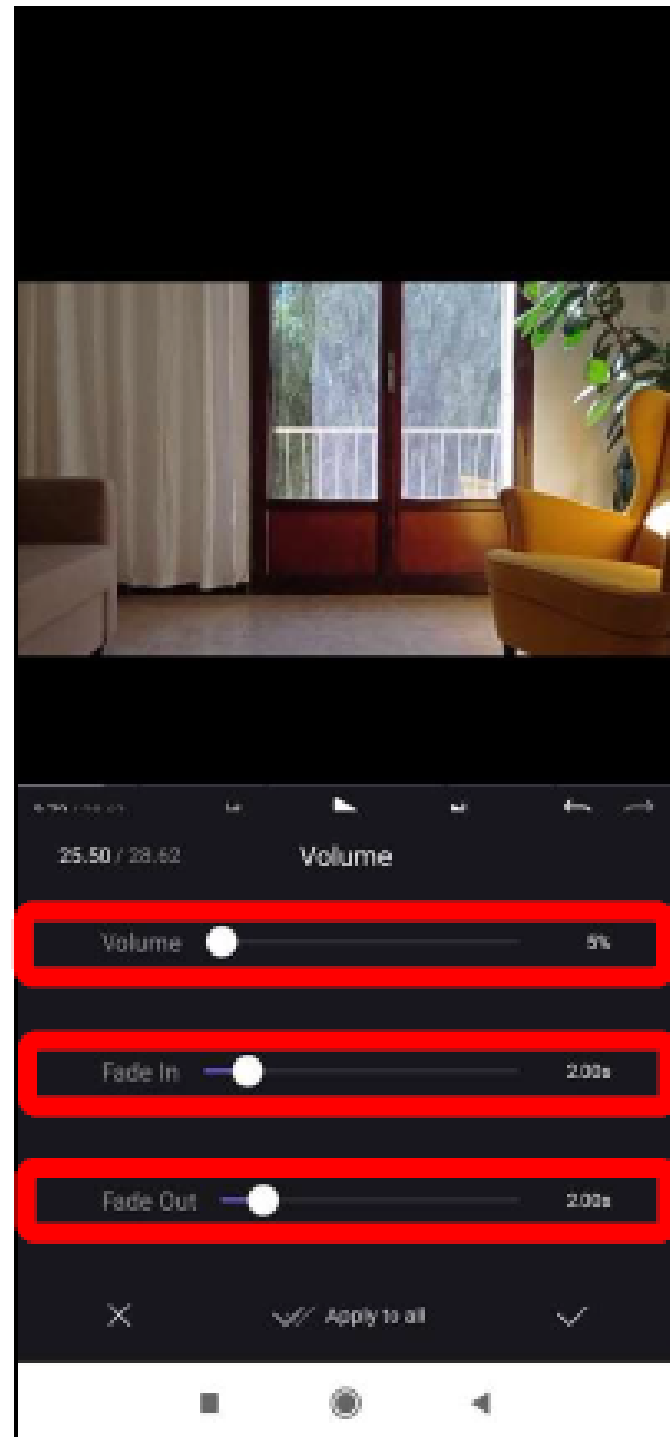 25.50 / 28.62 Volume
Volume 5%
Fade In 2.00s
Fade Out 2.00s
Apply to all